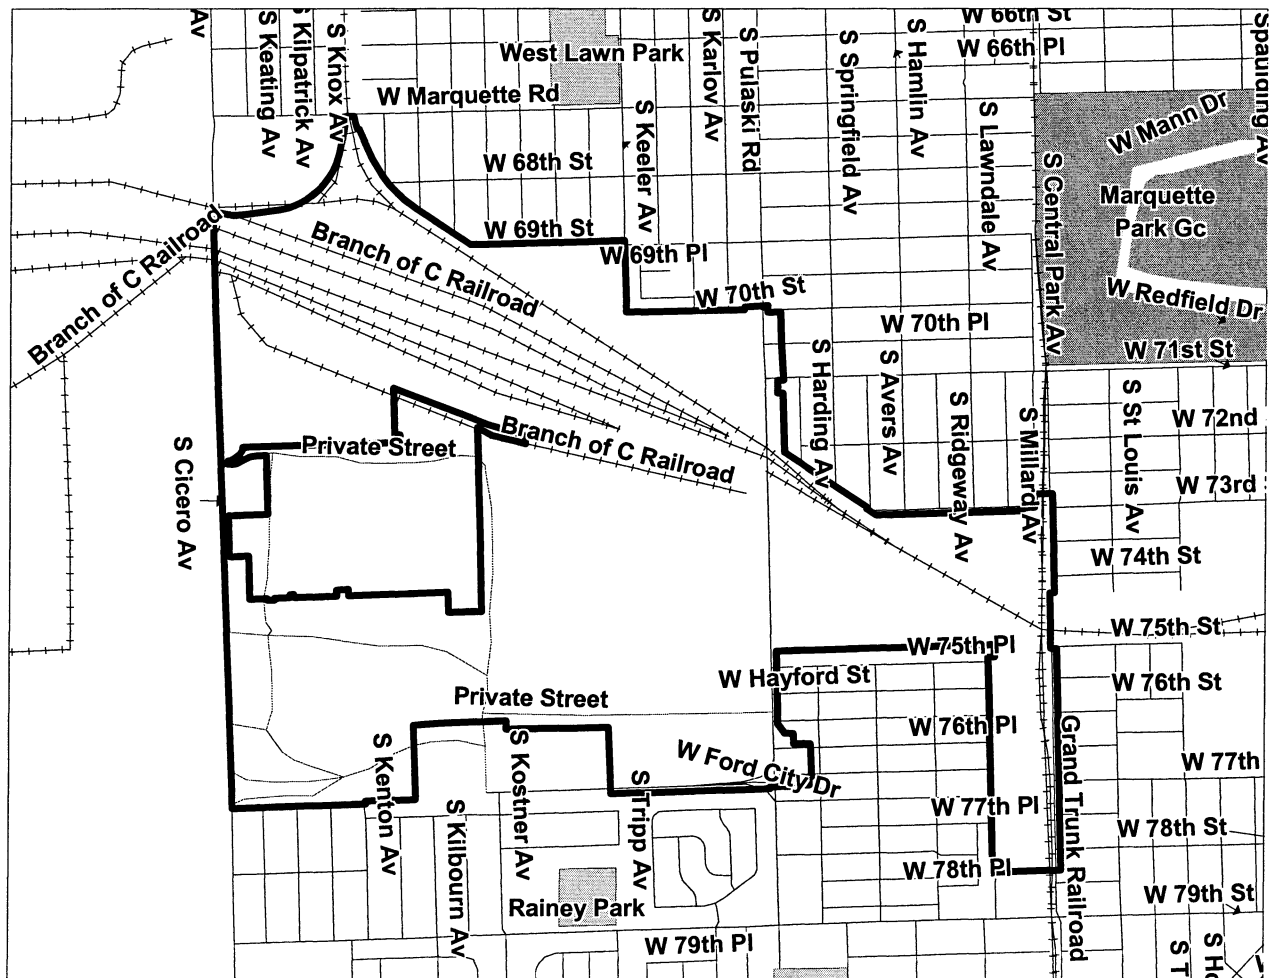 Av
S Keating Av
S Kilpatrick Av
S Knox Av
West Lawn Park
S Karlov Av
S Pulaski Rd
S Springfield Av
S Hamlin Av
W 66th St
W 66th Pl
Spaulding Av
W Marquette Rd
S Keeler Av
S Lawndale Av
W Mann Dr
W 68th St
S Central Park Av
Marquette
Park Gc
W 69th St
W 69th Pl
Branch of C Railroad
Branch of C Railroad
W 70th St
W Redfield Dr
W 70th Pl
W 71st St
S Harding Av
S Avers Av
S Ridgeway Av
S Millard Av
S St Louis Av
W 72nd
Branch of C Railroad
Private Street
S Cicero Av
W 73rd
W 74th St
W 75th St
W 75th Pl
W Hayford St
W 76th St
Private Street
W 76th Pl
Grand Trunk Railroad
S Kenton Av
S Kostner Av
W Ford City Dr
W 77th
S Tripp Av
S Kilbourn Av
W 77th Pl
W 78th St
W 78th Pl
W 79th St
Rainey Park
W 79th Pl
S T
S Ho